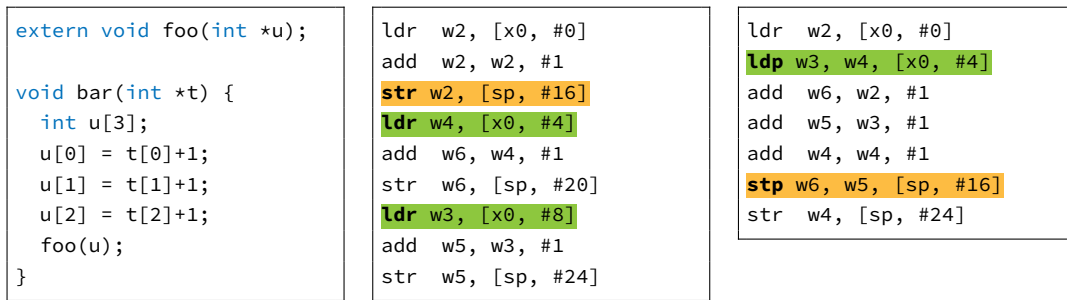 extern void foo(int *u);
void bar(int *t) {
int u[3];
u[0] = t[0]+1;
u[1] = t[1]+1;
u[2] = t[2]+1;
foo(u);
}
ldr w2, [x0, #0]
add w2, w2, #1
str w2, [sp, #16]
ldr w4, [x0, #4]
add w6, w4, #1
str w6, [sp, #20]
ldr w3, [x0, #8]
add w5, w3, #1
str w5, [sp, #24]
ldr w2, [x0, #0]
ldp w3, w4, [x0, #4]
add w6, w2, #1
add w5, w3, #1
add w4, w4, #1
stp w6, w5, [sp, #16]
str w4, [sp, #24]